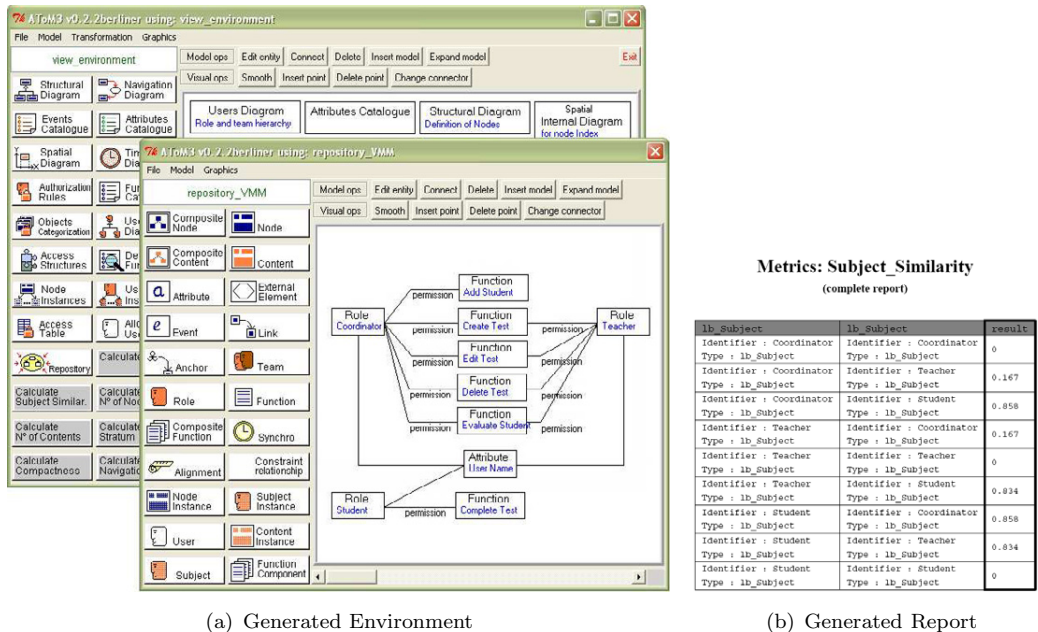 AToM3 v0.2.2berliner using: view_environment
File Model Transformation Graphics
view_environment
Model ops Edit entity Connect Delete Insert model Expand model Exit
Visual ops Smooth Insert point Delete point Change connector
Structural Diagram
Navigation Diagram
Events Catalogue
Attributes Catalogue
Spatial Diagram
Authorization Rules
Objects Categorization
Access Structures
Node Instances
Access Table
Repository
Calculate Subject Similar.
Calculate Nº of Contents
Calculate Stratum
Calculate Compactness
Users Diagram
Role and team hierarchy
Attributes Catalogue
Structural Diagram
Definition of Nodes
Spatial
Internal Diagram
for node Index
AToM3 v0.2.2berliner using: repository_VMM
File Model Graphics
repository_VMM
Model ops Edit entity Connect Delete Insert model Expand model
Visual ops Smooth Insert point Delete point Change connector
Composite Node
Node
Composite Content
Content
Attribute
External Element
Event
Link
Anchor
Team
Role
Function
Composite Function
Synchro
Alignment
Constraint relationship
Node Instance
Subject Instance
User
Content Instance
Subject
Function Component
Function
Add Student
permission
Role
Coordinator
Function
Create Test
Role
Teacher
permission
permission
Function
Edit Test
permission
permission
Function
Delete Test
permission
permission
Function
Evaluate Student
permission
permission
Attribute
User Name
Role
Student
Function
Complete Test
permission
(a) Generated Environment
Metrics: Subject_Similarity
(complete report)
lb_Subject lb_Subject result
Identifier : Coordinator Identifier : Coordinator
Type : lb_Subject Type : lb_Subject
0
Identifier : Coordinator Identifier : Teacher
Type : lb_Subject Type : lb_Subject
0.167
Identifier : Coordinator Identifier : Student
Type : lb_Subject Type : lb_Subject
0.858
Identifier : Teacher Identifier : Coordinator
Type : lb_Subject Type : lb_Subject
0.167
Identifier : Teacher Identifier : Teacher
Type : lb_Subject Type : lb_Subject
0
Identifier : Teacher Identifier : Student
Type : lb_Subject Type : lb_Subject
0.834
Identifier : Student Identifier : Coordinator
Type : lb_Subject Type : lb_Subject
0.858
Identifier : Student Identifier : Teacher
Type : lb_Subject Type : lb_Subject
0.834
Identifier : Student Identifier : Student
Type : lb_Subject Type : lb_Subject
0
(b) Generated Report